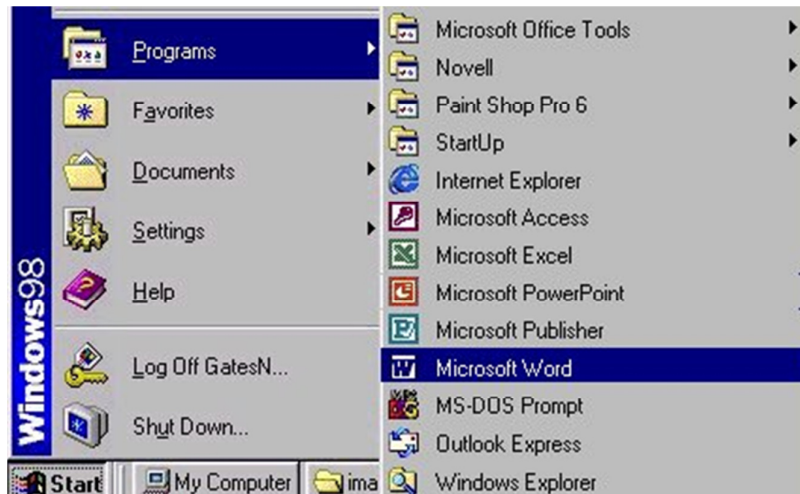 Windows98
Programs
Favorites
Documents
Settings
Help
Log Off GatesN...
Shut Down...
Microsoft Office Tools
Novell
Paint Shop Pro 6
StartUp
Internet Explorer
Microsoft Access
Microsoft Excel
Microsoft PowerPoint
Microsoft Publisher
Microsoft Word
MS-DOS Prompt
Outlook Express
Windows Explorer
Start
My Computer
ima